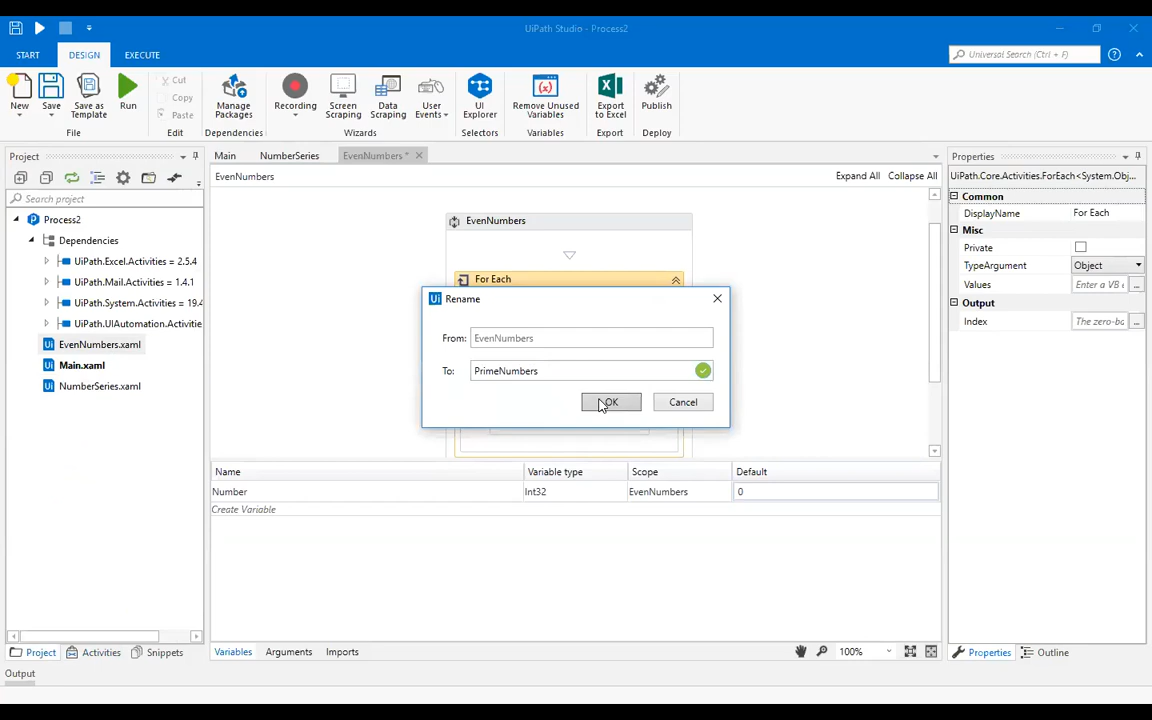 UiPath Studio - Process2
START DESIGN EXECUTE
Universal Search (Ctrl + F)
New Save Save as Template Run
Cut
Copy
Paste
Manage Packages
Recording
Screen Scraping
Data Scraping
User Events
UI Explorer
Remove Unused Variables
Export to Excel
Publish
File Edit Dependencies Wizards Selectors Variables Export Deploy
Project
Search project
Process2
Dependencies
UiPath.Excel.Activities = 2.5.4
UiPath.Mail.Activities = 1.4.1
UiPath.System.Activities = 19.4
UiPath.UIAutomation.Activitie
EvenNumbers.xaml
Main.xaml
NumberSeries.xaml
Project Activities Snippets
Main NumberSeries EvenNumbers *
EvenNumbers
Expand All Collapse All
EvenNumbers
For Each
Ui Rename
From: EvenNumbers
To: PrimeNumbers
OK Cancel
Name Variable type Scope Default
Number Int32 EvenNumbers 0
Create Variable
Variables Arguments Imports
100%
Properties
UiPath.Core.Activities.ForEach<System.Obj...
Common
DisplayName For Each
Misc
Private
TypeArgument Object
Values Enter a VB e ...
Output
Index The zero-ba ...
Properties Outline
Output